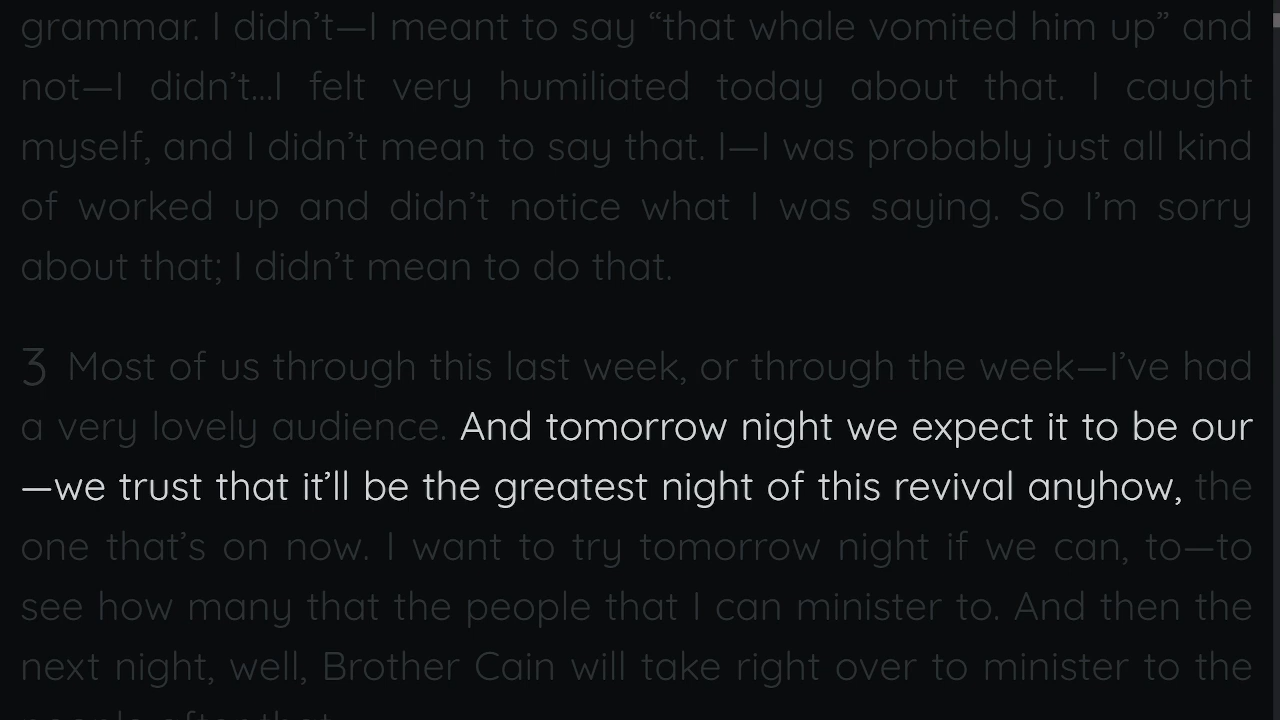 grammar. I didn’t—I meant to say “that whale vomited him up” and
not—I didn’t...I felt very humiliated today about that. I caught
myself, and I didn’t mean to say that. I—I was probably just all kind
of worked up and didn’t notice what I was saying. So I’m sorry
about that; I didn’t mean to do that.
3 Most of us through this last week, or through the week—I’ve had
a very lovely audience. And tomorrow night we expect it to be our
—we trust that it’ll be the greatest night of this revival anyhow, the
one that’s on now. I want to try tomorrow night if we can, to—to
see how many that the people that I can minister to. And then the
next night, well, Brother Cain will take right over to minister to the
people after that.